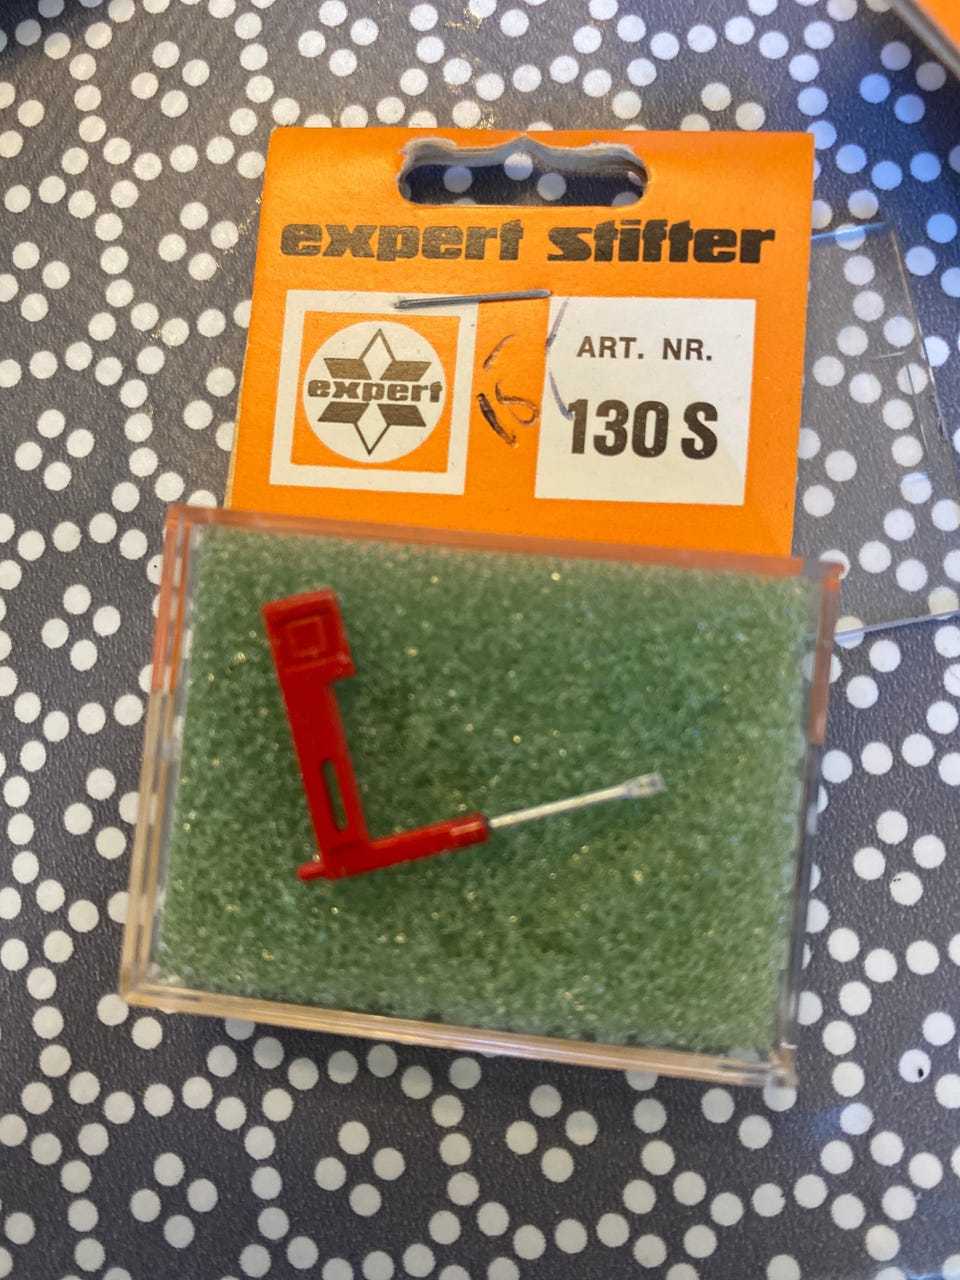 expert stifter
expert
ART. NR.
130 S